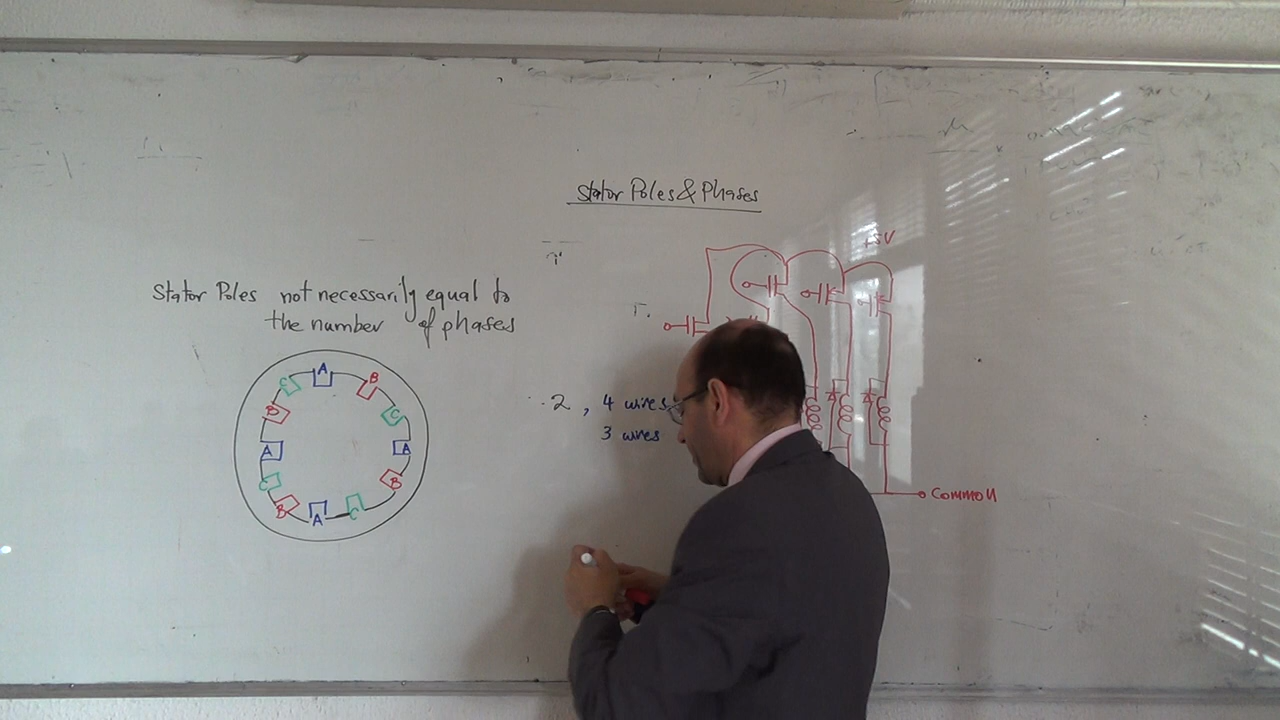 Stator Poles & Phases
+5V
Stator Poles not necessarily equal to
the number of phases
A
B
C
A
B
C
A
B
C
A
B
C
2, 4 wires
3 wires
COMMON